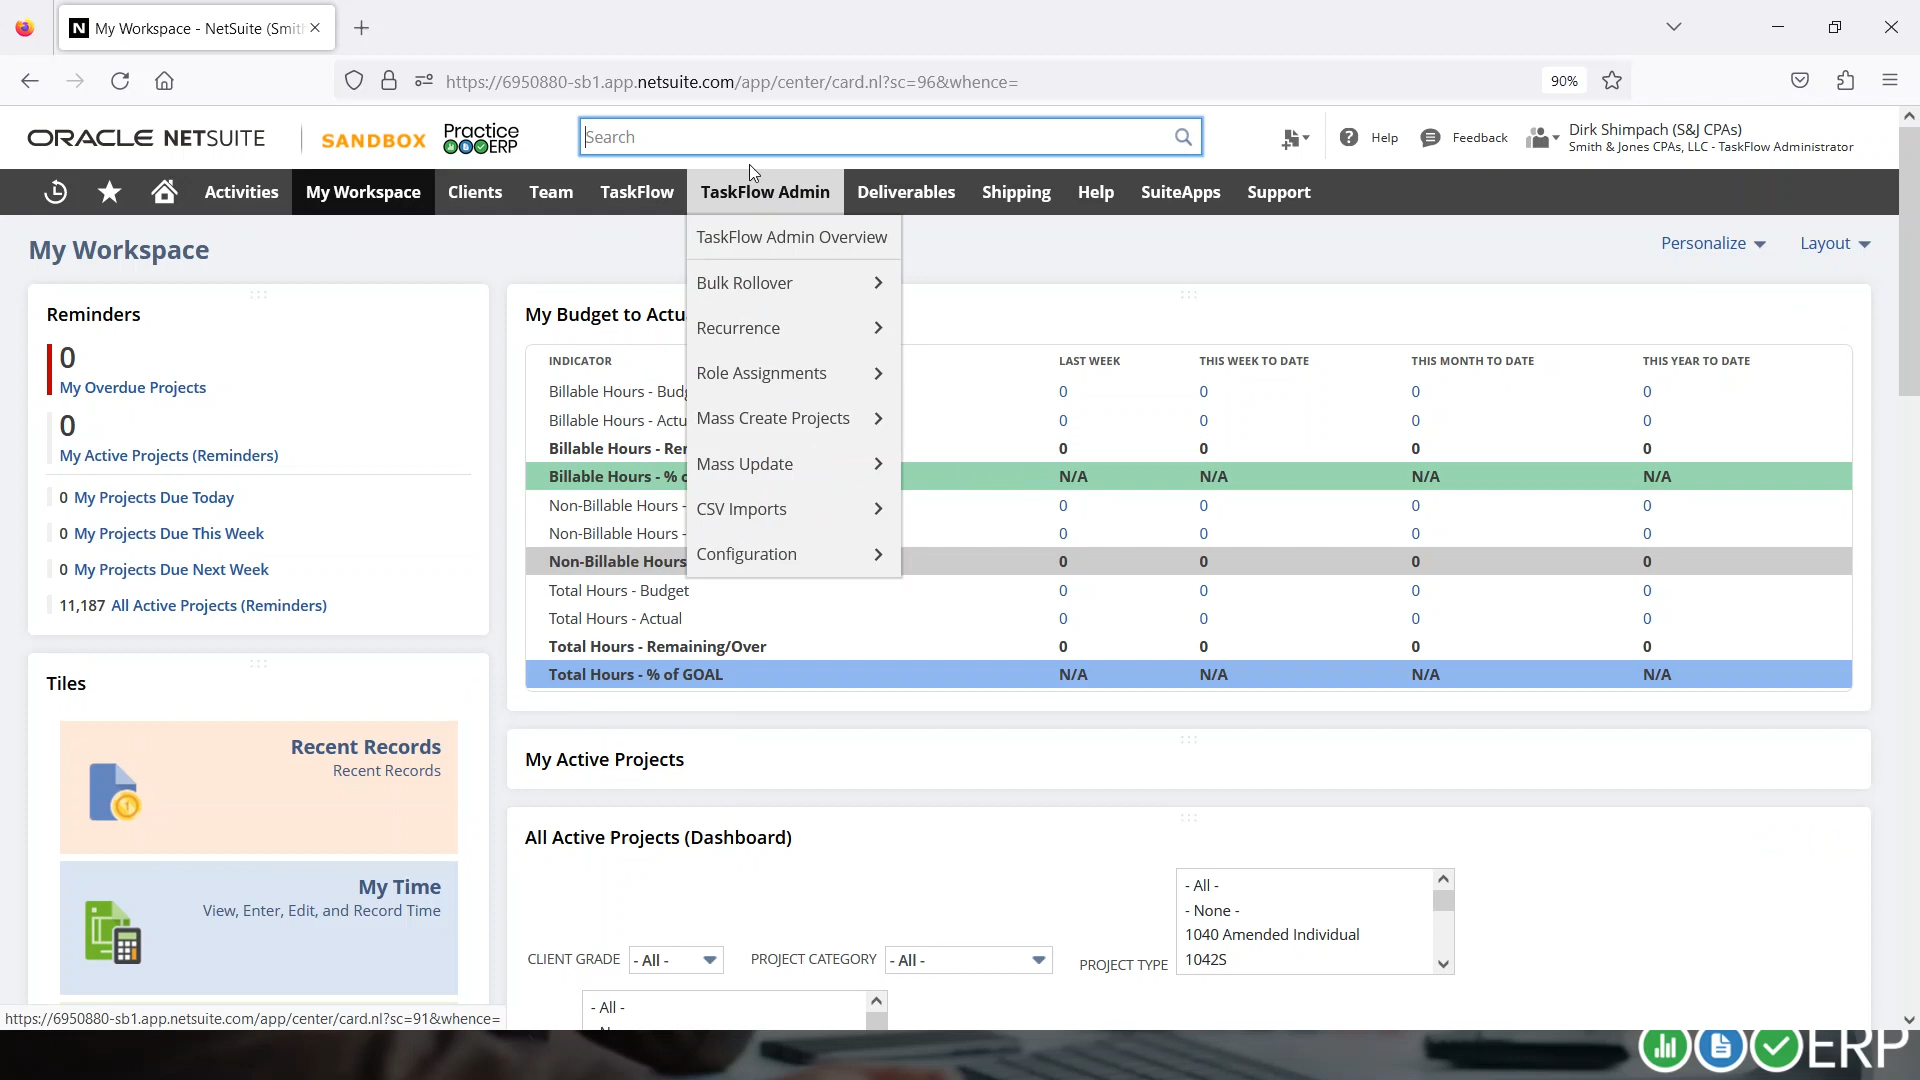 My Workspace - NetSuite (Smit
https://6950880-sb1.app.netsuite.com/app/center/card.nl?sc=96&whence=
90%
ORACLE NETSUITE
SANDBOX
Practice
ERP
Search
Help
Feedback
Dirk Shimpach (S&J CPAs)
Smith & Jones CPAs, LLC - TaskFlow Administrator
Activities
My Workspace
Clients
Team
TaskFlow
TaskFlow Admin
Deliverables
Shipping
Help
SuiteApps
Support
TaskFlow Admin Overview
Bulk Rollover
Recurrence
Role Assignments
Mass Create Projects
Mass Update
CSV Imports
Configuration
My Workspace
Personalize
Layout
Reminders
0
My Overdue Projects
0
My Active Projects (Reminders)
0 My Projects Due Today
0 My Projects Due This Week
0 My Projects Due Next Week
11,187 All Active Projects (Reminders)
Tiles
Recent Records
Recent Records
My Time
View, Enter, Edit, and Record Time
My Budget to Actu
INDICATOR LAST WEEK THIS WEEK TO DATE THIS MONTH TO DATE THIS YEAR TO DATE
Billable Hours - Budg 0 0 0 0
Billable Hours - Actu 0 0 0 0
Billable Hours - Rer 0 0 0 0
Billable Hours - % N/A N/A N/A N/A
Non-Billable Hours - 0 0 0 0
Non-Billable Hours - 0 0 0 0
Non-Billable Hours 0 0 0 0
Total Hours - Budget 0 0 0 0
Total Hours - Actual 0 0 0 0
Total Hours - Remaining/Over 0 0 0 0
Total Hours - % of GOAL N/A N/A N/A N/A
My Active Projects
All Active Projects (Dashboard)
CLIENT GRADE
- All -
PROJECT CATEGORY
- All -
PROJECT TYPE
- All -
- None -
1040 Amended Individual
1042S
- All -
https://6950880-sb1.app.netsuite.com/app/center/card.nl?sc=91&whence=
ERP